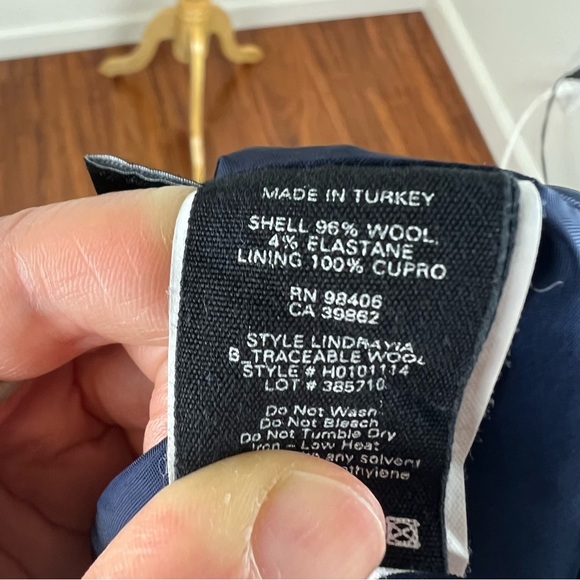 MADE IN TURKEY
SHELL 96% WOOL,
4% ELASTANE
LINING 100% CUPRO
RN 98406
CA 39862
STYLE LINDRAYIA
B_TRACEABLE WOOL
STYLE # H0101114
LOT # 385710
Do Not Wash
Do Not Bleach
Do Not Tumble Dry
Iron - Low Heat
any solvent